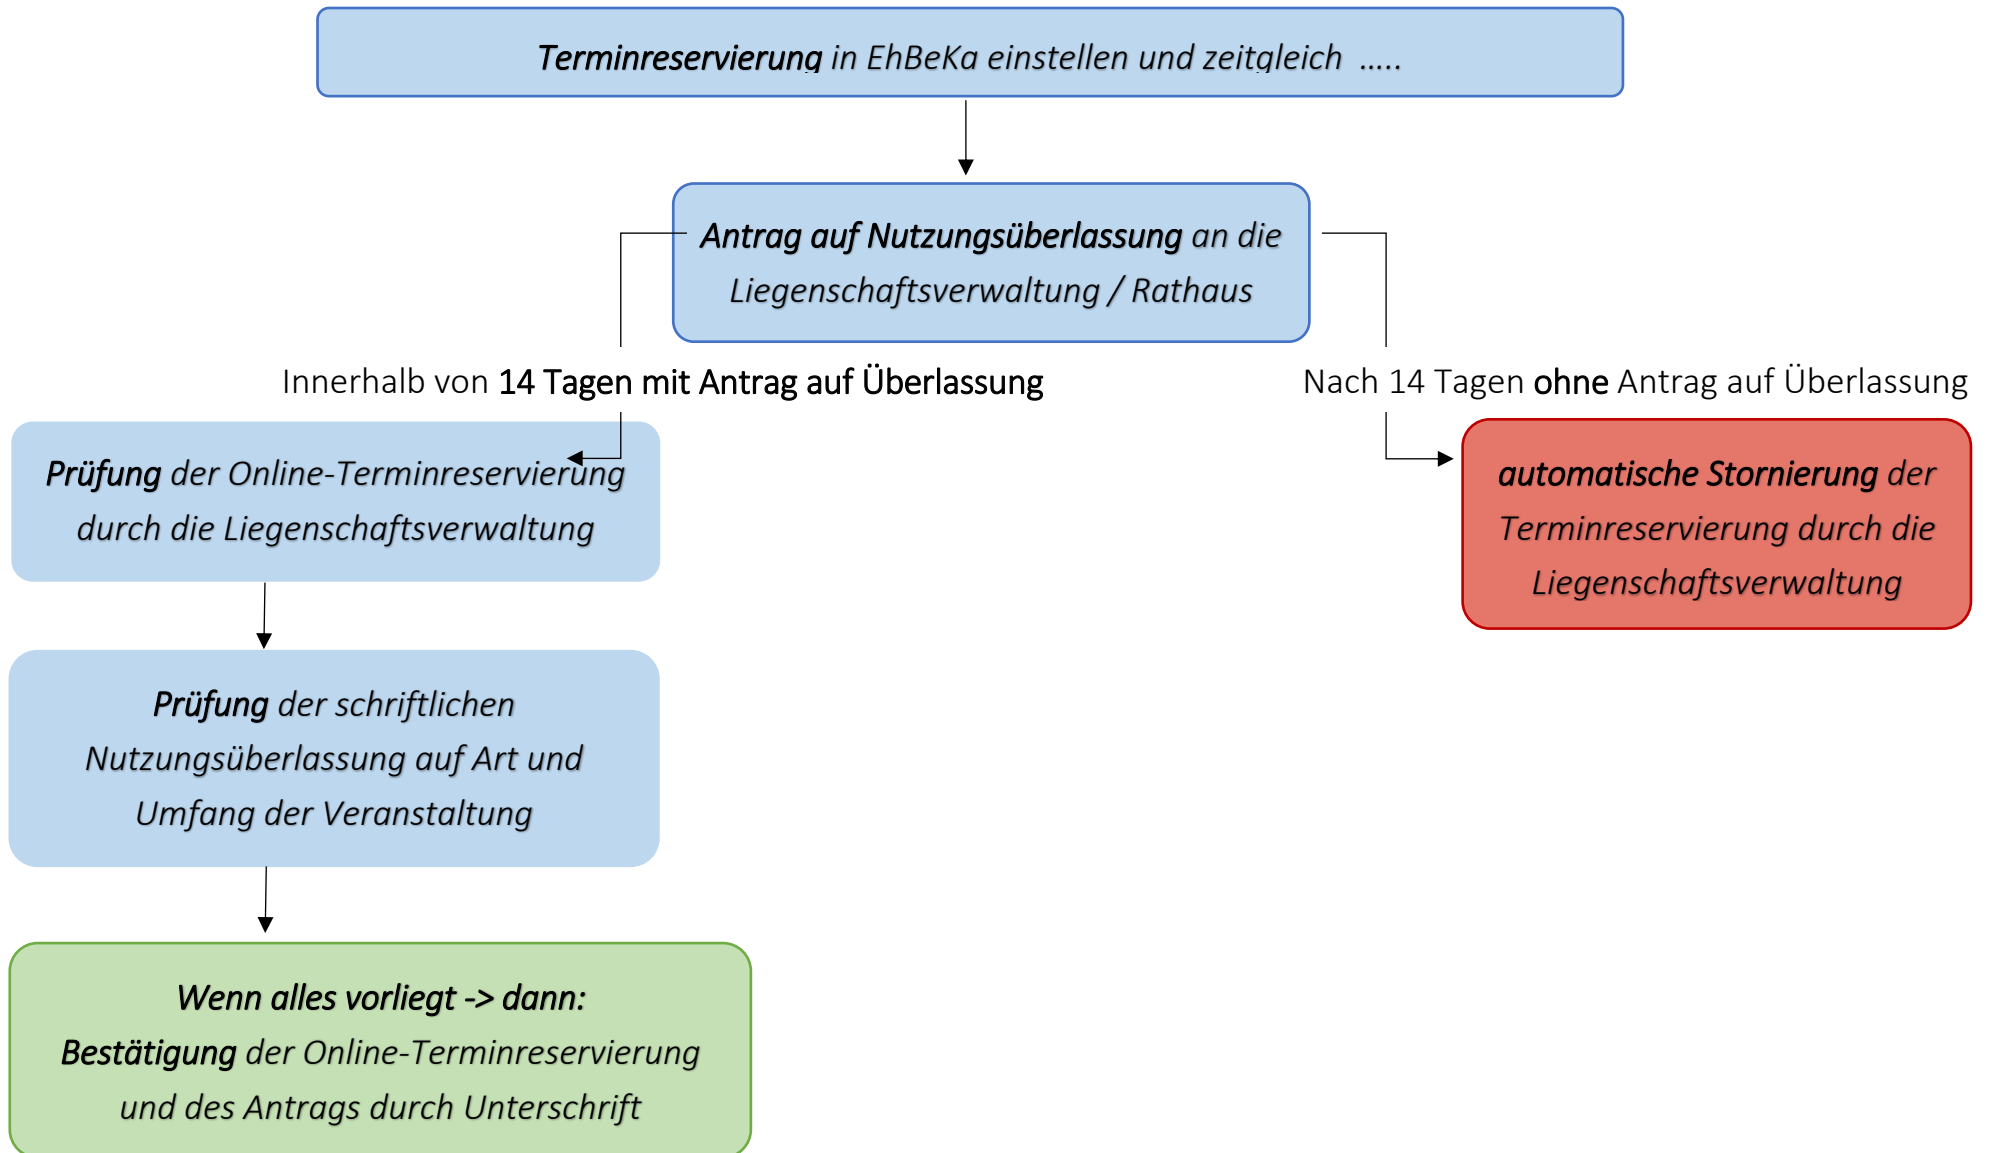 Terminreservierung in EhBeKa einstellen und zeitgleich .....
Antrag auf Nutzungsüberlassung an die
Liegenschaftsverwaltung / Rathaus
Innerhalb von 14 Tagen mit Antrag auf Überlassung
Nach 14 Tagen ohne Antrag auf Überlassung
Prüfung der Online-Terminreservierung
durch die Liegenschaftsverwaltung
automatische Stornierung der
Terminreservierung durch die
Liegenschaftsverwaltung
Prüfung der schriftlichen
Nutzungsüberlassung auf Art und
Umfang der Veranstaltung
Wenn alles vorliegt -> dann:
Bestätigung der Online-Terminreservierung
und des Antrags durch Unterschrift